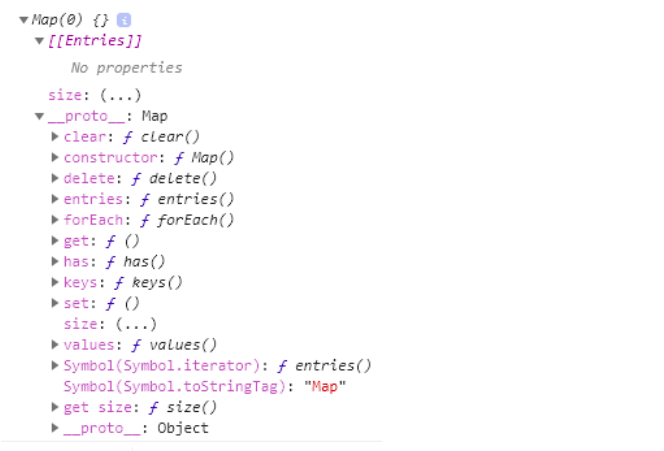 Map(0) {} i
[[Entries]]
No properties
size: (...)
__proto__: Map
clear: ƒ clear()
constructor: ƒ Map()
delete: ƒ delete()
entries: ƒ entries()
forEach: ƒ forEach()
get: ƒ ()
has: ƒ has()
keys: ƒ keys()
set: ƒ ()
size: (...)
values: ƒ values()
Symbol(Symbol.iterator): ƒ entries()
Symbol(Symbol.toStringTag): "Map"
get size: ƒ size()
__proto__: Object